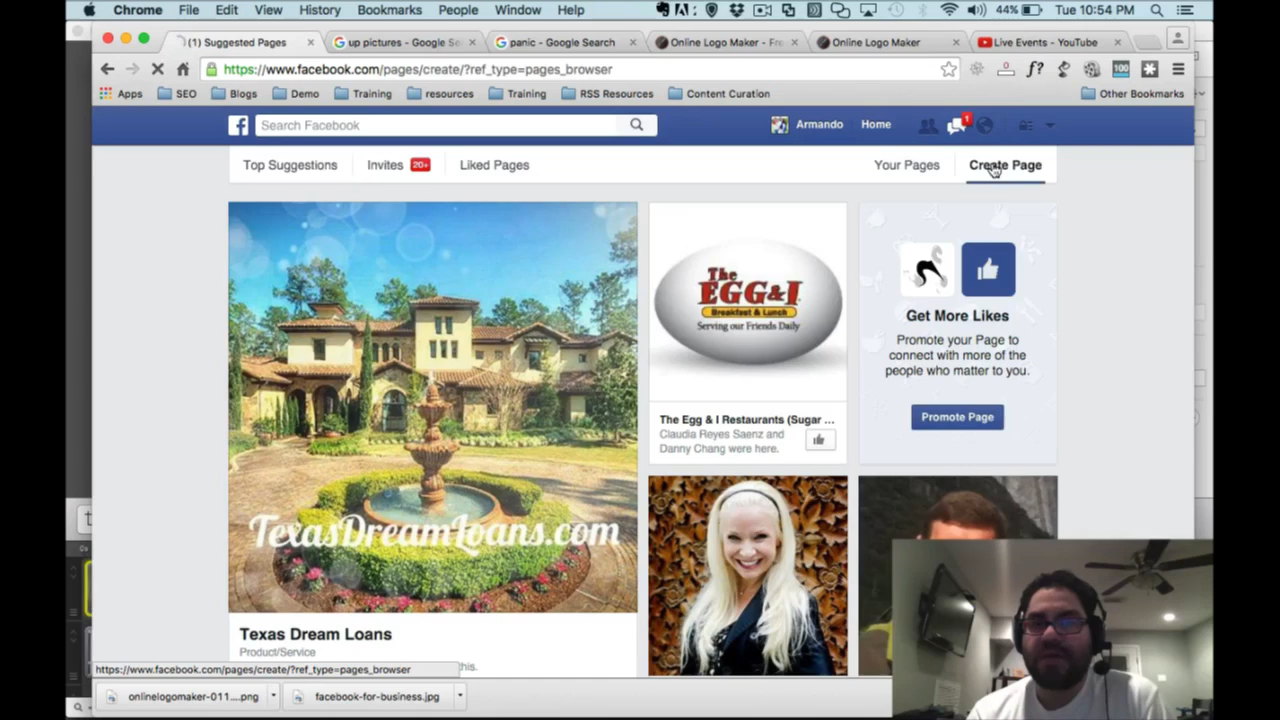 Chrome File Edit View History Bookmarks People Window Help 44% Tue 10:54 PM
(1) Suggested Pages
up pictures - Google Se
panic - Google Search
Online Logo Maker - Fre
Online Logo Maker
Live Events - YouTube
https://www.facebook.com/pages/create/?ref_type=pages_browser
f?
100
Apps SEO Blogs Demo Training resources Training RSS Resources Content Curation Other Bookmarks
f Search Facebook Armando Home 1
Top Suggestions Invites 20+ Liked Pages Your Pages Create Page
The
EGG&I
Breakfast & Lunch
Serving our Friends Daily
The Egg & I Restaurants (Sugar ...
Claudia Reyes Saenz and
Danny Chang were here.
Get More Likes
Promote your Page to
connect with more of the
people who matter to you.
Promote Page
TexasDreamLoans.com
Texas Dream Loans
Product/Service
this.
https://www.facebook.com/pages/create/?ref_type=pages_browser
onlinelogomaker-011....png
facebook-for-business.jpg
0s